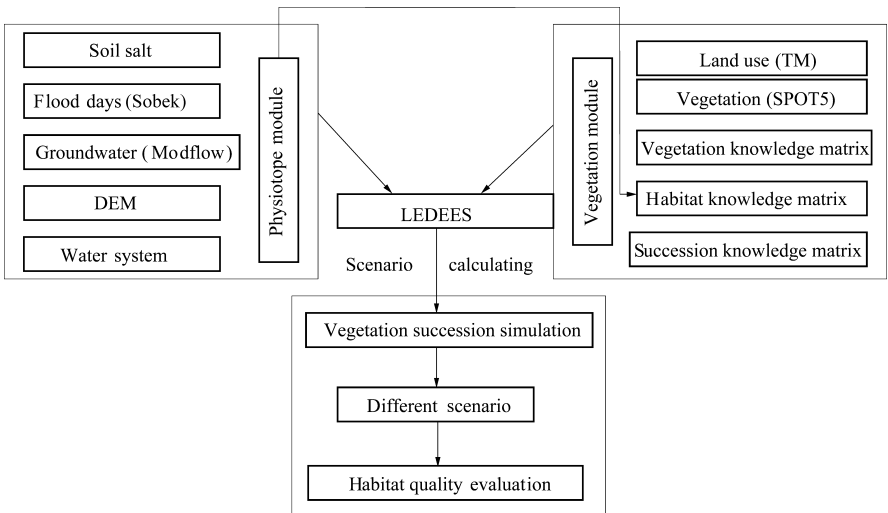 Soil salt
Flood days (Sobek)
Groundwater ( Modflow)
DEM
Water system
Physiotope module
LEDEES
Scenario calculating
Vegetation module
Land use (TM)
Vegetation (SPOT5)
Vegetation knowledge matrix
Habitat knowledge matrix
Succession knowledge matrix
Vegetation succession simulation
Different scenario
Habitat quality evaluation